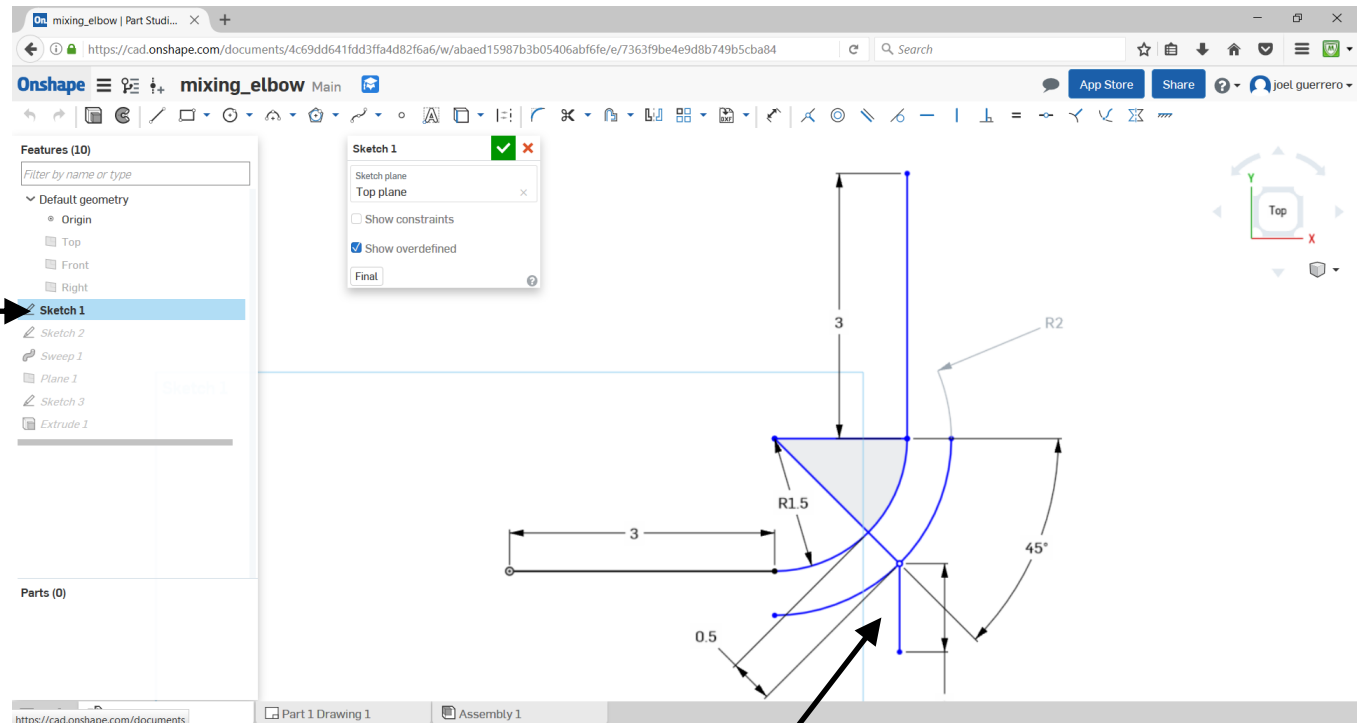 On. mixing_elbow | Part Studi...
https://cad.onshape.com/documents/4c69dd641fdd3ffa4d82f6a6/w/abaed15987b3b05406abf6fe/e/7363f9be4e9d8b749b5cba84
Search
Onshape mixing_elbow Main
App Store
Share
joel guerrero
DXF
Features (10)
Filter by name or type
Default geometry
Origin
Top
Front
Right
Sketch 1
Sketch 2
Sweep 1
Plane 1
Sketch 3
Extrude 1
Parts (0)
Sketch 1
Sketch plane
Top plane
Show constraints
Show overdefined
Final
Y
Top
X
3
R2
R1.5
3
45°
0.5
https://cad.onshape.com/documents
Part 1 Drawing 1
Assembly 1